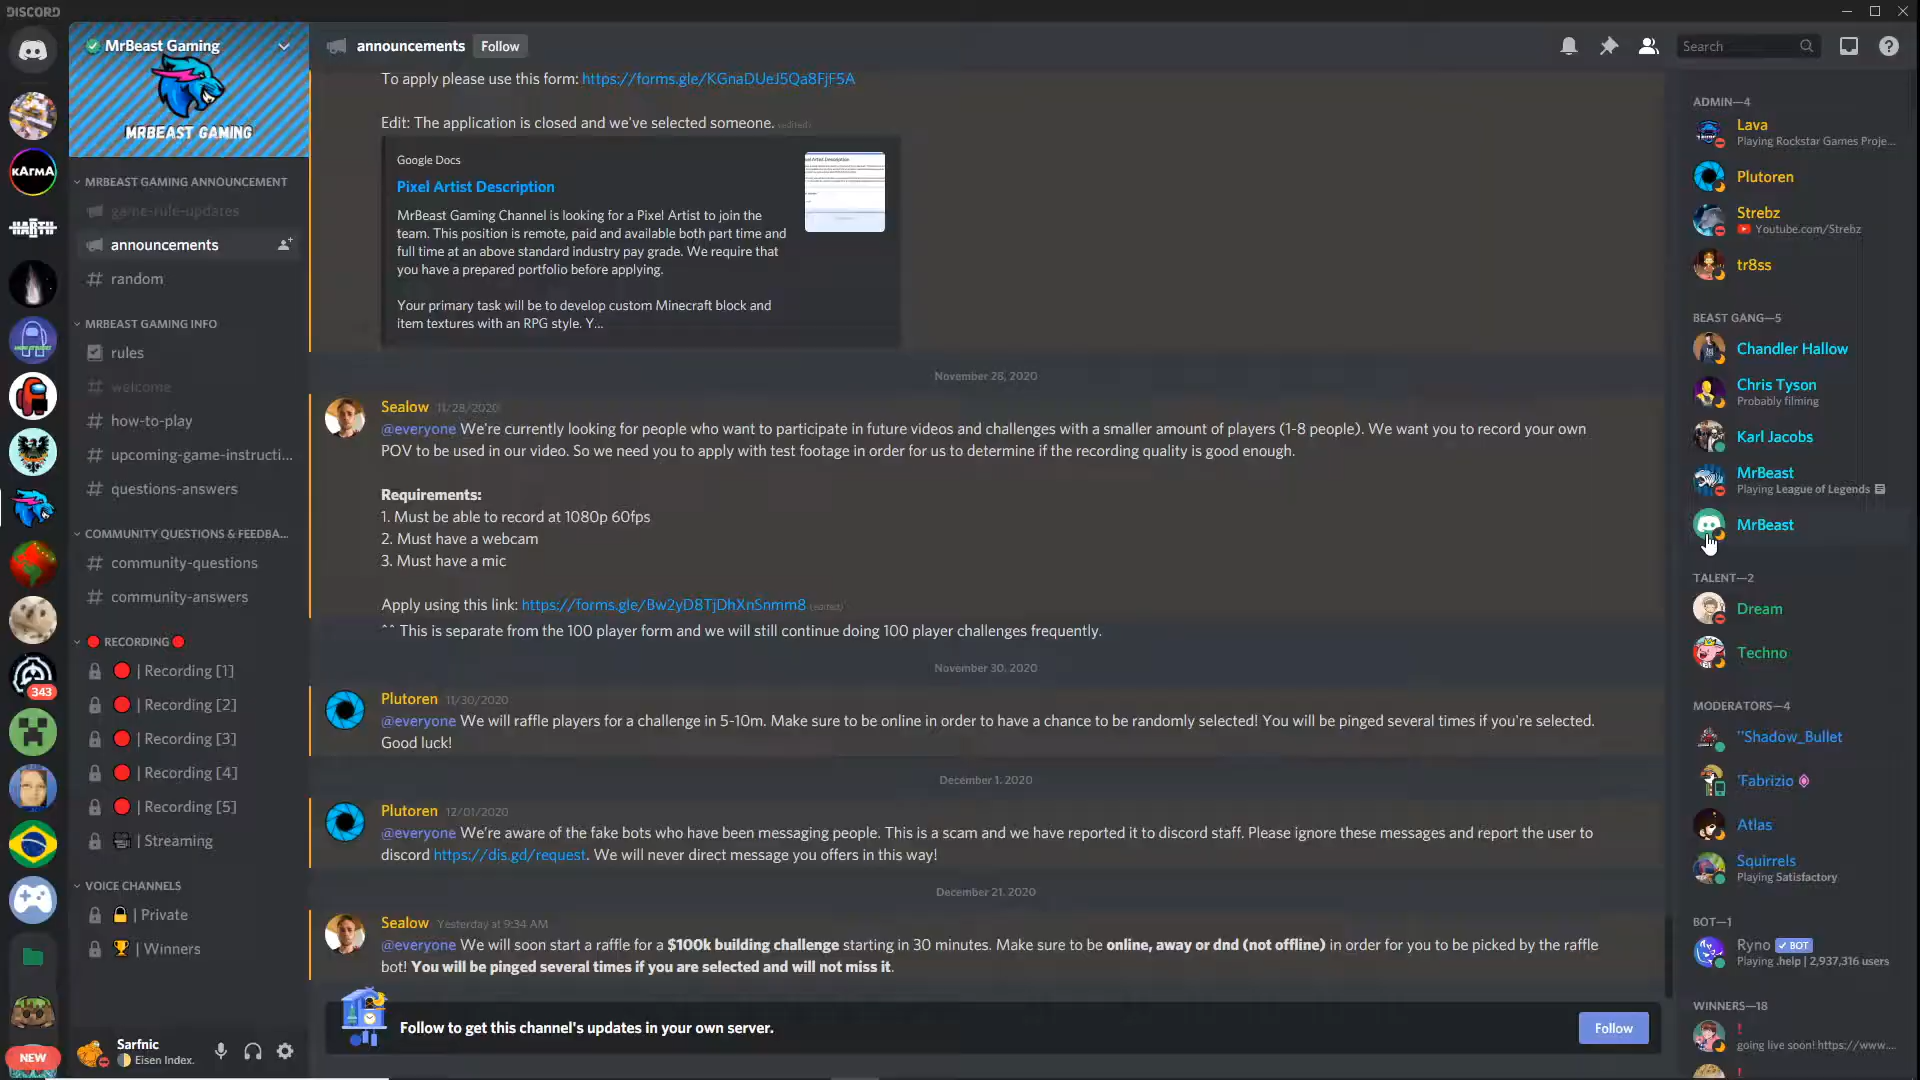 DISCORD
MrBeast Gaming
MRBEAST GAMING
MRBEAST GAMING ANNOUNCEMENT
game-rule-updates
announcements
random
MRBEAST GAMING INFO
rules
welcome
how-to-play
upcoming-game-instructi...
questions-answers
COMMUNITY QUESTIONS & FEEDBA...
community-questions
community-answers
RECORDING
| Recording [1]
| Recording [2]
| Recording [3]
| Recording [4]
| Recording [5]
| Streaming
VOICE CHANNELS
| Private
| Winners
KARMA
343
NEW
Sarfnic
Eisen Index.
announcements
Follow
Search
To apply please use this form: https://forms.gle/KGnaDUeJ5Qa8FjF5A
Edit: The application is closed and we've selected someone. (edited)
Google Docs
Pixel Artist Description
MrBeast Gaming Channel is looking for a Pixel Artist to join the
team. This position is remote, paid and available both part time and
full time at an above standard industry pay grade. We require that
you have a prepared portfolio before applying.
Your primary task will be to develop custom Minecraft block and
item textures with an RPG style. Y...
November 28, 2020
Sealow 11/28/2020
@everyone We're currently looking for people who want to participate in future videos and challenges with a smaller amount of players (1-8 people). We want you to record your own
POV to be used in our video. So we need you to apply with test footage in order for us to determine if the recording quality is good enough.
Requirements:
1. Must be able to record at 1080p 60fps
2. Must have a webcam
3. Must have a mic
Apply using this link: https://forms.gle/Bw2yD8TjDhXnSnmm8 (edited)
^^ This is separate from the 100 player form and we will still continue doing 100 player challenges frequently.
November 30, 2020
Plutoren 11/30/2020
@everyone We will raffle players for a challenge in 5-10m. Make sure to be online in order to have a chance to be randomly selected! You will be pinged several times if you're selected.
Good luck!
December 1, 2020
Plutoren 12/01/2020
@everyone We're aware of the fake bots who have been messaging people. This is a scam and we have reported it to discord staff. Please ignore these messages and report the user to
discord https://dis.gd/request. We will never direct message you offers in this way!
December 21, 2020
Sealow Yesterday at 9:34 AM
@everyone We will soon start a raffle for a $100k building challenge starting in 30 minutes. Make sure to be online, away or dnd (not offline) in order for you to be picked by the raffle
bot! You will be pinged several times if you are selected and will not miss it.
Follow to get this channel's updates in your own server.
Follow
ADMIN—4
Lava
Playing Rockstar Games Proje...
Plutoren
Strebz
Youtube.com/Strebz
tr8ss
BEAST GANG—5
Chandler Hallow
Chris Tyson
Probably filming
Karl Jacobs
MrBeast
Playing League of Legends
MrBeast
TALENT—2
Dream
Techno
MODERATORS—4
"Shadow_Bullet
'Fabrizio
Atlas
Squirrels
Playing Satisfactory
BOT—1
Ryno BOT
Playing .help | 2,937,316 users
WINNERS—18
!
going live soon! https://www....
!